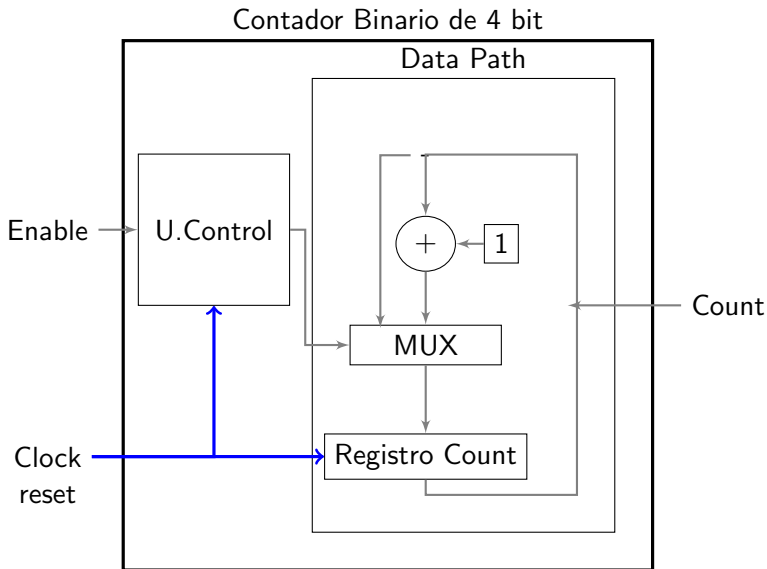 Contador Binario de 4 bit
Data Path
Enable
U.Control
+
1
Count
MUX
Clock
reset
Registro Count